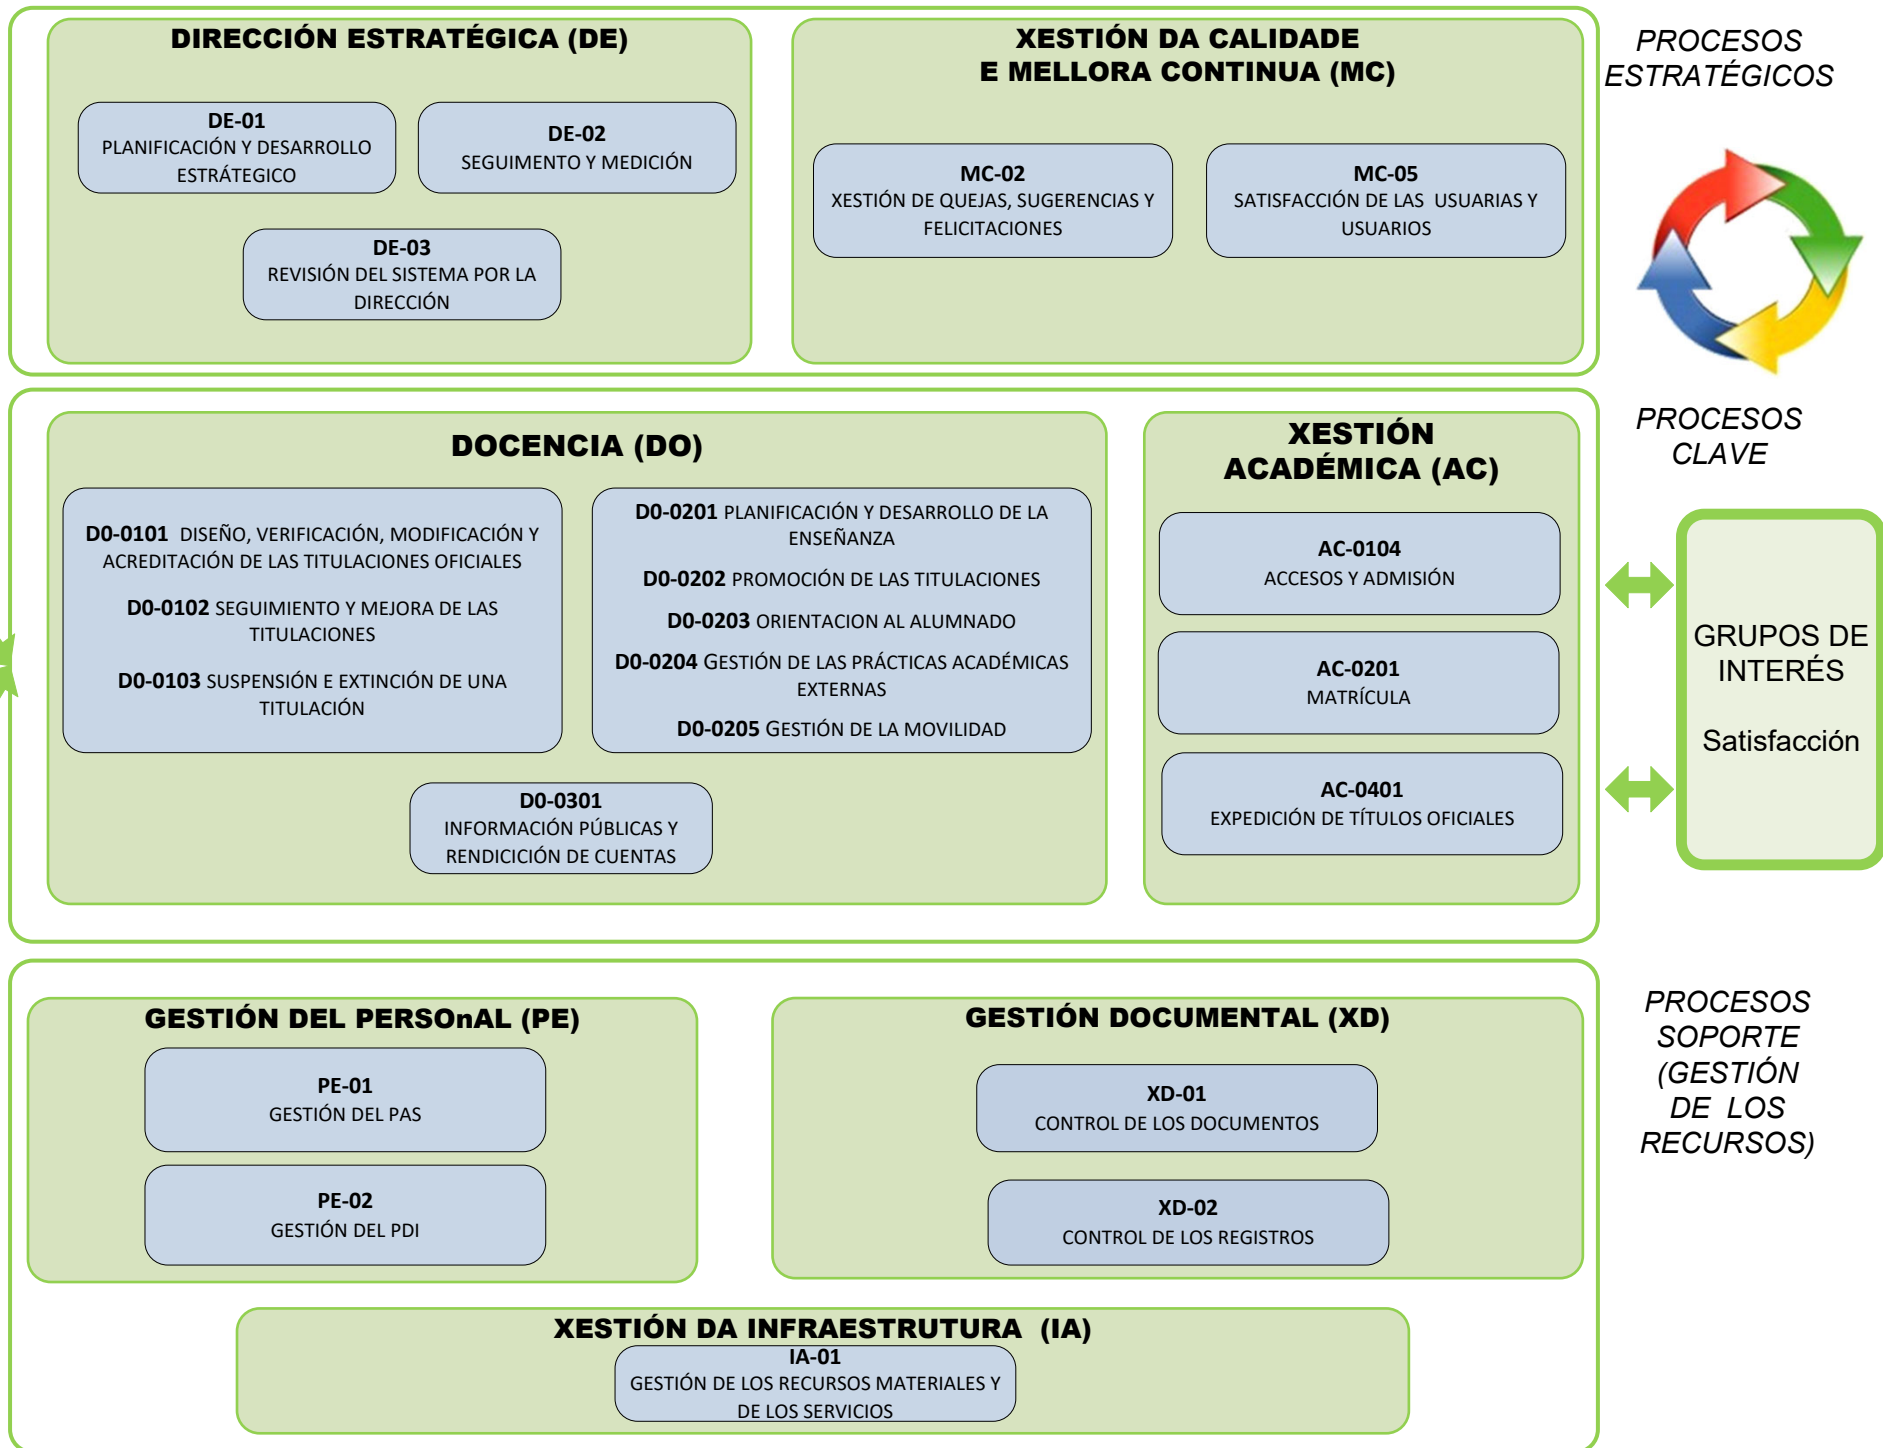 DIRECCIÓN ESTRATÉGICA (DE)
DE-01
PLANIFICACIÓN Y DESARROLLO
ESTRÁTEGICO
DE-02
SEGUIMENTO Y MEDICIÓN
DE-03
REVISIÓN DEL SISTEMA POR LA
DIRECCIÓN
XESTIÓN DA CALIDADE
E MELLORA CONTINUA (MC)
MC-02
XESTIÓN DE QUEJAS, SUGERENCIAS Y
FELICITACIONES
MC-05
SATISFACCIÓN DE LAS USUARIAS Y
USUARIOS
PROCESOS
ESTRATÉGICOS
DOCENCIA (DO)
D0-0101 DISEÑO, VERIFICACIÓN, MODIFICACIÓN Y
ACREDITACIÓN DE LAS TITULACIONES OFICIALES
D0-0102 SEGUIMIENTO Y MEJORA DE LAS
TITULACIONES
D0-0103 SUSPENSIÓN E EXTINCIÓN DE UNA
TITULACIÓN
D0-0201 PLANIFICACIÓN Y DESARROLLO DE LA
ENSEÑANZA
D0-0202 PROMOCIÓN DE LAS TITULACIONES
D0-0203 ORIENTACION AL ALUMNADO
D0-0204 GESTIÓN DE LAS PRÁCTICAS ACADÉMICAS
EXTERNAS
D0-0205 GESTIÓN DE LA MOVILIDAD
D0-0301
INFORMACIÓN PÚBLICAS Y
RENDICICIÓN DE CUENTAS
XESTIÓN
ACADÉMICA (AC)
AC-0104
ACCESOS Y ADMISIÓN
AC-0201
MATRÍCULA
AC-0401
EXPEDICIÓN DE TÍTULOS OFICIALES
PROCESOS
CLAVE
GRUPOS DE
INTERÉS
Satisfacción
GESTIÓN DEL PERSOnAL (PE)
PE-01
GESTIÓN DEL PAS
PE-02
GESTIÓN DEL PDI
GESTIÓN DOCUMENTAL (XD)
XD-01
CONTROL DE LOS DOCUMENTOS
XD-02
CONTROL DE LOS REGISTROS
XESTIÓN DA INFRAESTRUTURA (IA)
IA-01
GESTIÓN DE LOS RECURSOS MATERIALES Y
DE LOS SERVICIOS
PROCESOS
SOPORTE
(GESTIÓN
DE LOS
RECURSOS)